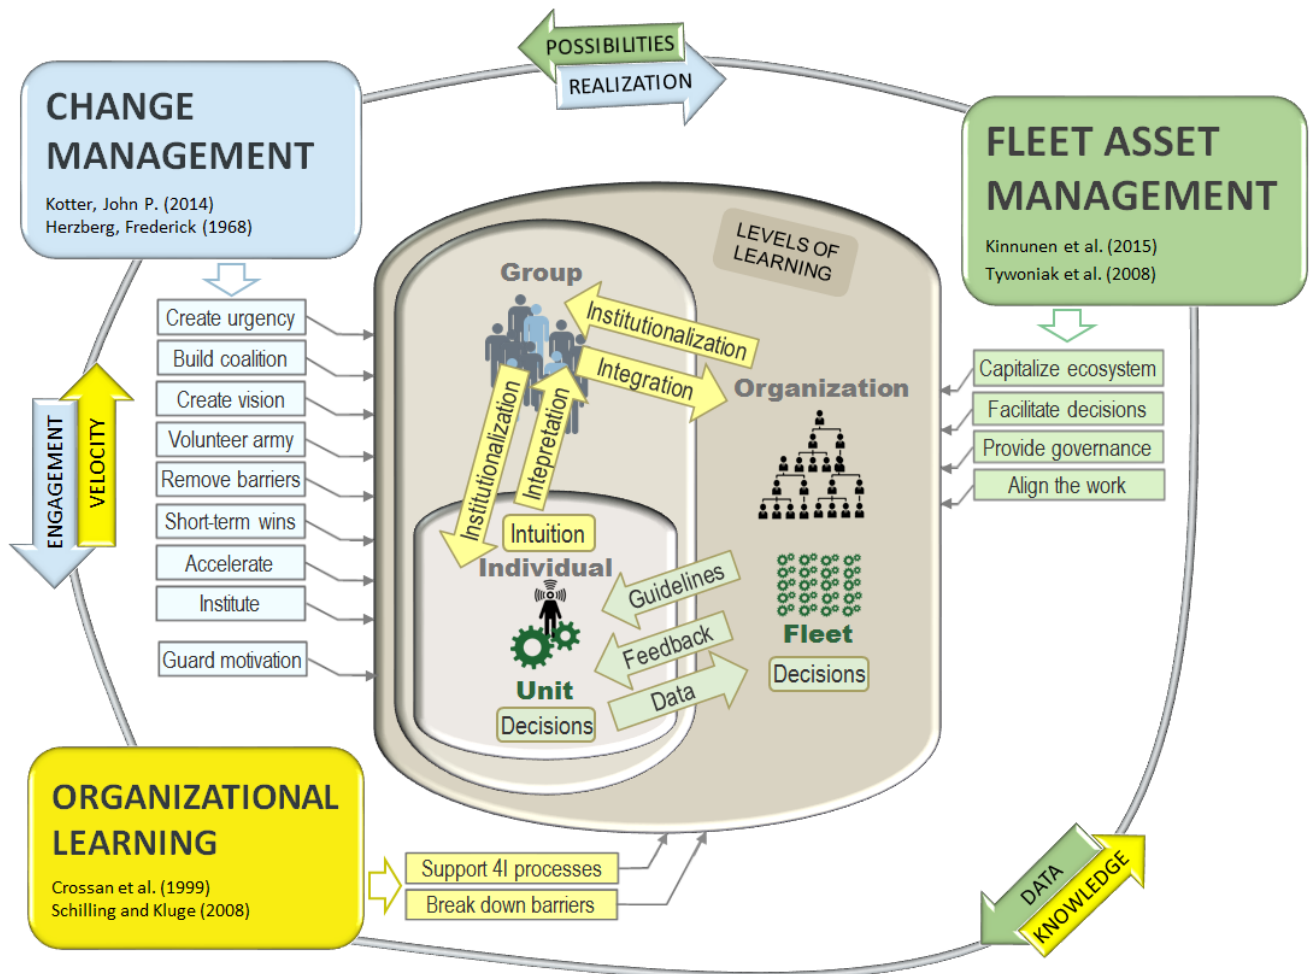 POSSIBILITIES
REALIZATION
CHANGE
MANAGEMENT
Kotter, John P. (2014)
Herzberg, Frederick (1968)
FLEET ASSET
MANAGEMENT
Kinnunen et al. (2015)
Tywoniak et al. (2008)
LEVELS OF
LEARNING
Group
Institutionalization
Integration
Organization
Institutionalization
Intepretation
Intuition
Individual
Guidelines
Feedback
Data
Unit
Decisions
Fleet
Decisions
Create urgency
Build coalition
Create vision
Volunteer army
Remove barriers
Short-term wins
Accelerate
Institute
Guard motivation
ENGAGEMENT
VELOCITY
Capitalize ecosystem
Facilitate decisions
Provide governance
Align the work
ORGANIZATIONAL
LEARNING
Crossan et al. (1999)
Schilling and Kluge (2008)
Support 4I processes
Break down barriers
DATA
KNOWLEDGE